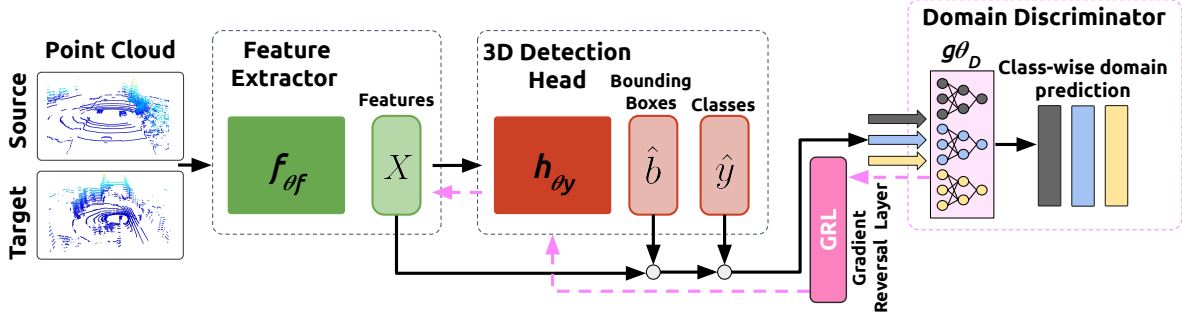 Point Cloud
Source
Target
Feature
Extractor
Features
f_θf
X
3D Detection
Head
Bounding
Boxes
Classes
h_θy
b̂
ŷ
GRL
Gradient
Reversal Layer
Domain Discriminator
gθ_D
Class-wise domain
prediction